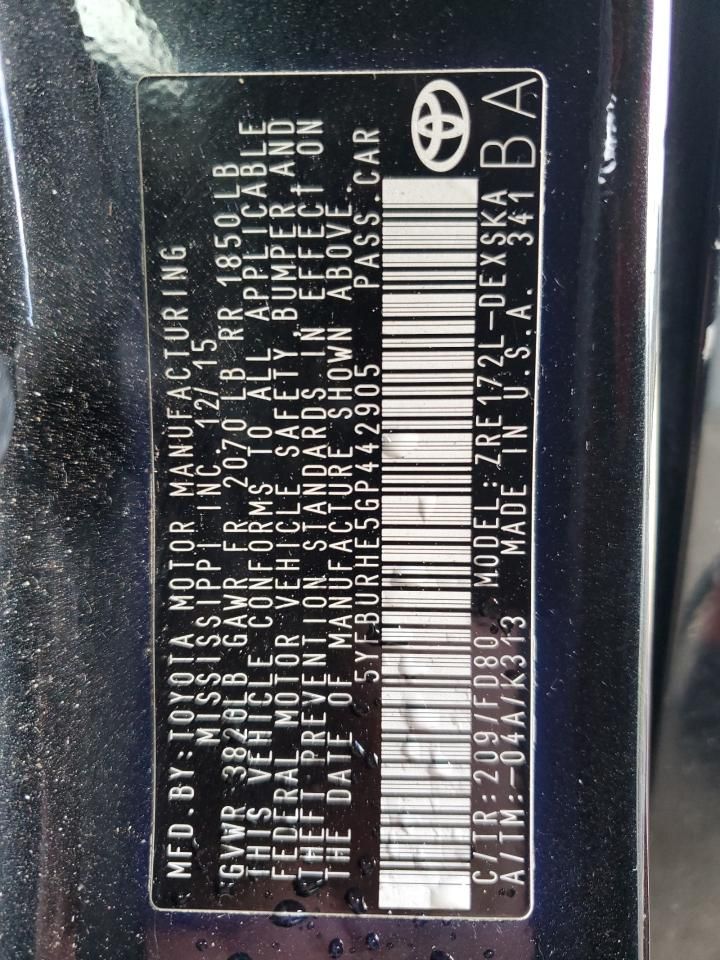 MFD.BY:TOYOTA MOTOR MANUFACTURING
MISSISSIPPI INC. 12/15
GVWR 3820LB GAWR FR 2070 LB RR 1850 LB
THIS VEHICLE CONFORMS TO ALL APPLICABLE
FEDERAL MOTOR VEHICLE SAFETY BUMPER AND
THEFT PREVENTION STANDARDS IN EFFECT ON
THE DATE OF MANUFACTURE SHOWN ABOVE.
5YFBURHE5GP442905 PASS.CAR
C/TR:209/FD80 MODEL:ZRE172L-DEXSKA
A/TM:-04A/K313 MADE IN U.S.A. 341
BA